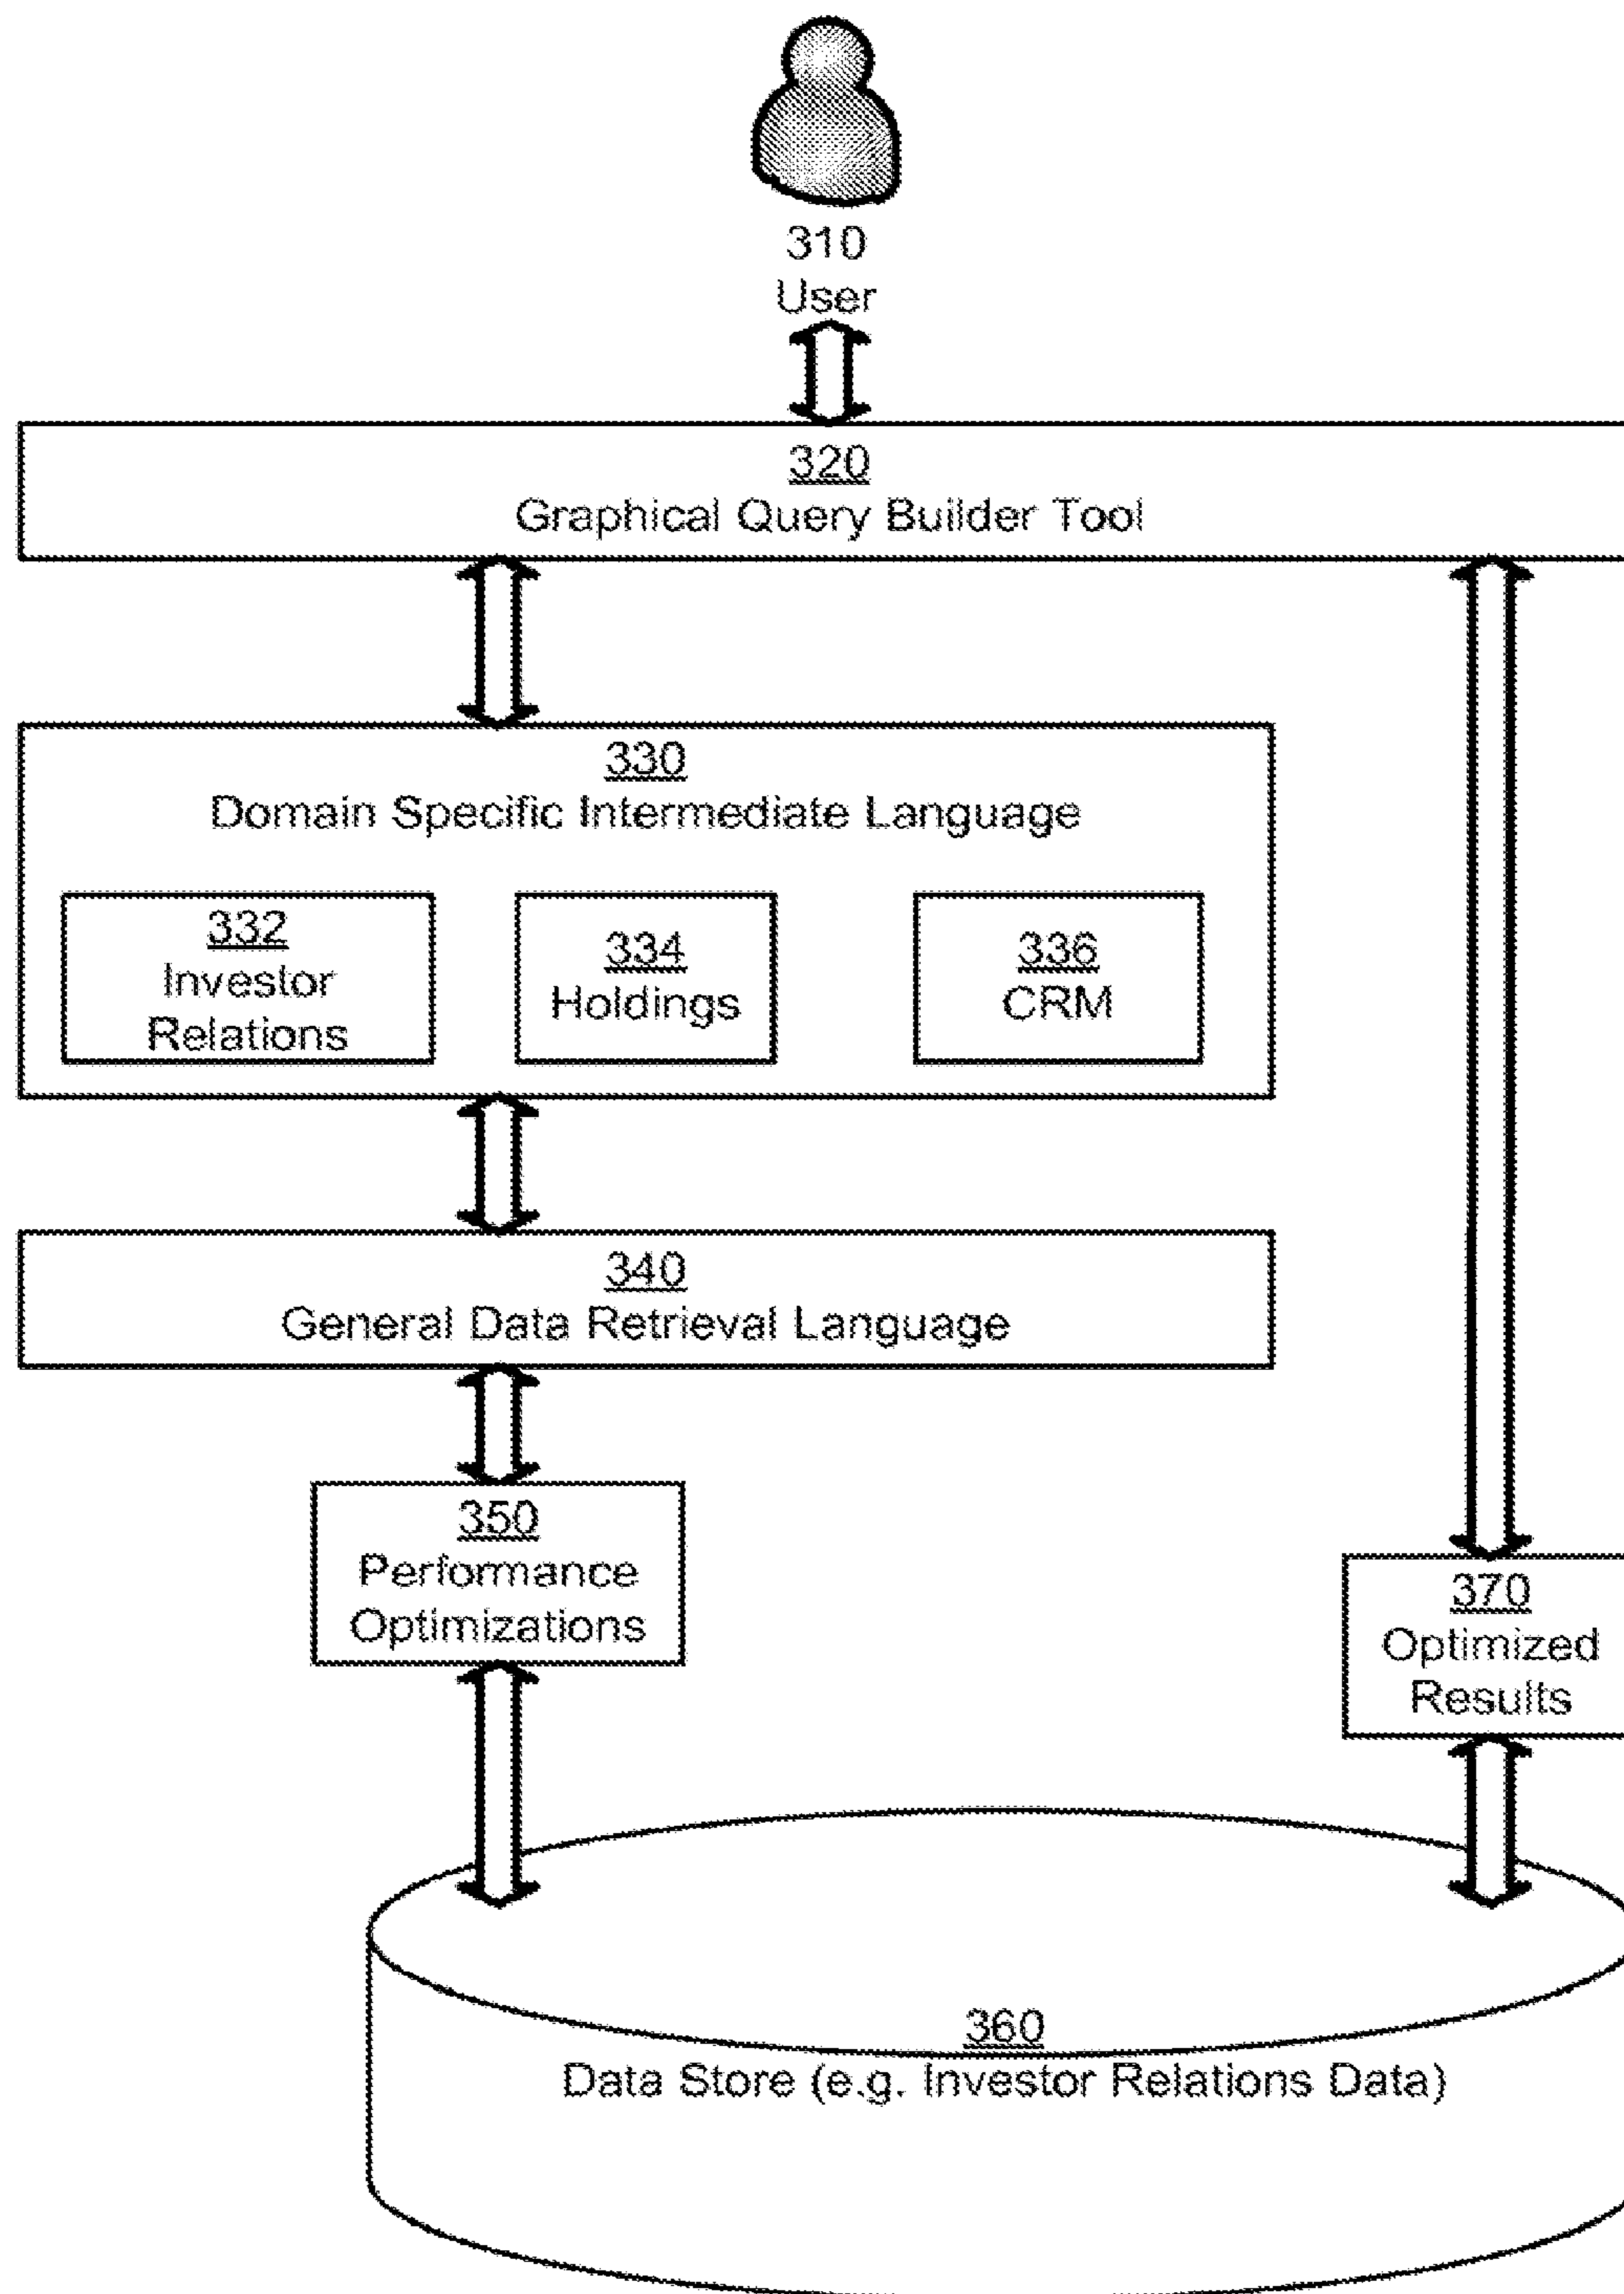 310
User
320
Graphical Query Builder Tool
330
Domain Specific Intermediate Language
332
Investor
Relations
334
Holdings
336
CRM
340
General Data Retrieval Language
350
Performance
Optimizations
370
Optimized
Results
360
Data Store (e.g. Investor Relations Data)